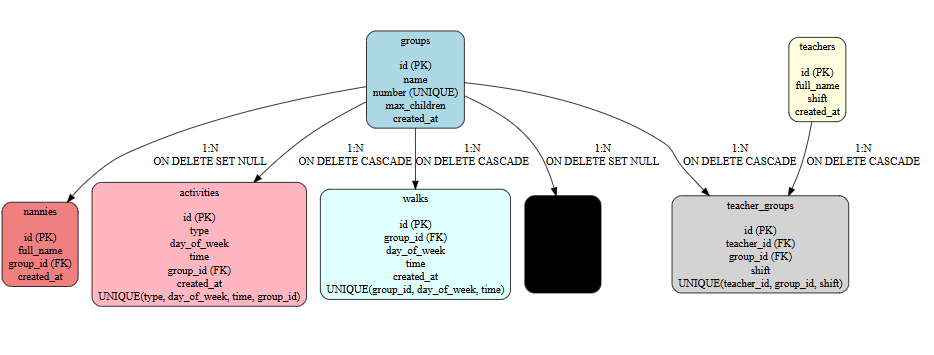 groups
id (PK)
name
number (UNIQUE)
max_children
created_at
teachers
id (PK)
full_name
shift
created_at
1:N
ON DELETE SET NULL
1:N
ON DELETE CASCADE
1:N
ON DELETE CASCADE
1:N
ON DELETE SET NULL
1:N
ON DELETE CASCADE
1:N
ON DELETE CASCADE
nannies
id (PK)
full_name
group_id (FK)
created_at
activities
id (PK)
type
day_of_week
time
group_id (FK)
created_at
UNIQUE(type, day_of_week, time, group_id)
walks
id (PK)
group_id (FK)
day_of_week
time
created_at
UNIQUE(group_id, day_of_week, time)
teacher_groups
id (PK)
teacher_id (FK)
group_id (FK)
shift
UNIQUE(teacher_id, group_id, shift)